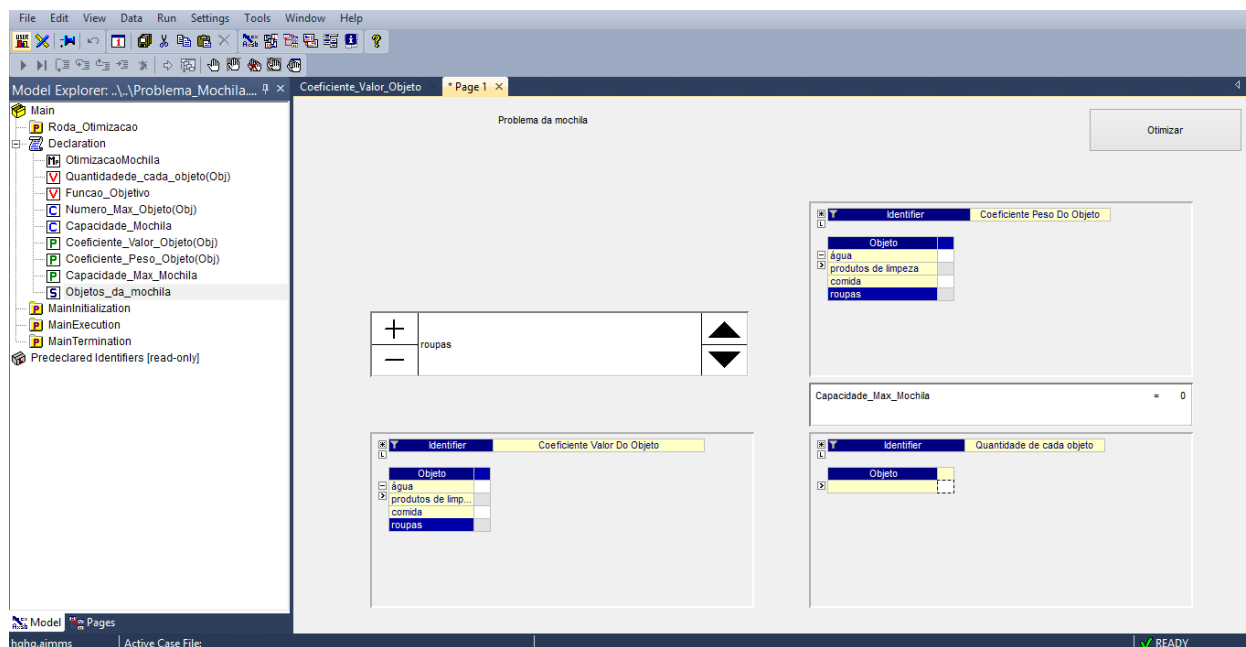 File Edit View Data Run Settings Tools Window Help
Model Explorer: ..\..\Problema_Mochila....
Coeficiente_Valor_Objeto
* Page 1
Main
Roda_Otimizacao
Declaration
OtimizacaoMochila
Quantidadede_cada_objeto(Obj)
Funcao_Objetivo
Numero_Max_Objeto(Obj)
Capacidade_Mochila
Coeficiente_Valor_Objeto(Obj)
Coeficiente_Peso_Objeto(Obj)
Capacidade_Max_Mochila
Objetos_da_mochila
MainInitialization
MainExecution
MainTermination
Predeclared Identifiers [read-only]
Problema da mochila
Otimizar
Identifier Coeficiente Peso Do Objeto
Objeto
água
produtos de limpeza
comida
roupas
roupas
Capacidade_Max_Mochila = 0
Identifier Coeficiente Valor Do Objeto
Objeto
água
produtos de limp...
comida
roupas
Identifier Quantidade de cada objeto
Objeto
Model Pages
hghg.aimms Active Case File: READY